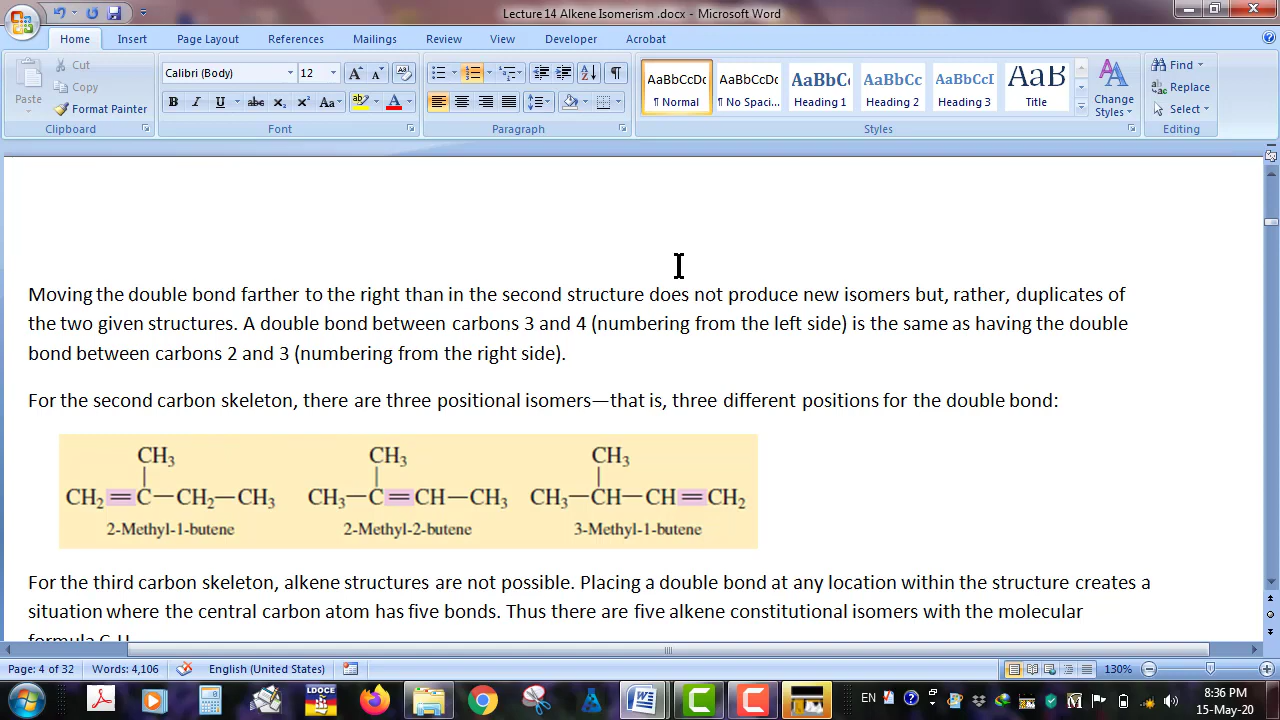 Lecture 14 Alkene Isomerism .docx - Microsoft Word
Home Insert Page Layout References Mailings Review View Developer Acrobat
Paste
Cut
Copy
Format Painter
Clipboard
Calibri (Body) 12
Font
Paragraph
AaBbCcDc ¶ Normal
AaBbCcDc ¶ No Spaci...
AaBbC Heading 1
AaBbCc Heading 2
AaBbCcI Heading 3
AaB Title
Change Styles
Styles
Find
Replace
Select
Editing
Moving the double bond farther to the right than in the second structure does not produce new isomers but, rather, duplicates of
the two given structures. A double bond between carbons 3 and 4 (numbering from the left side) is the same as having the double
bond between carbons 2 and 3 (numbering from the right side).
For the second carbon skeleton, there are three positional isomers—that is, three different positions for the double bond:
CH₃ CH₃ CH₃
CH₂=C—CH₂—CH₃ CH₃—C=CH—CH₃ CH₃—CH—CH=CH₂
2-Methyl-1-butene 2-Methyl-2-butene 3-Methyl-1-butene
For the third carbon skeleton, alkene structures are not possible. Placing a double bond at any location within the structure creates a
situation where the central carbon atom has five bonds. Thus there are five alkene constitutional isomers with the molecular
formula C H
Page: 4 of 32 Words: 4,106 English (United States) 130%
LDOCE
EN
8:36 PM
15-May-20